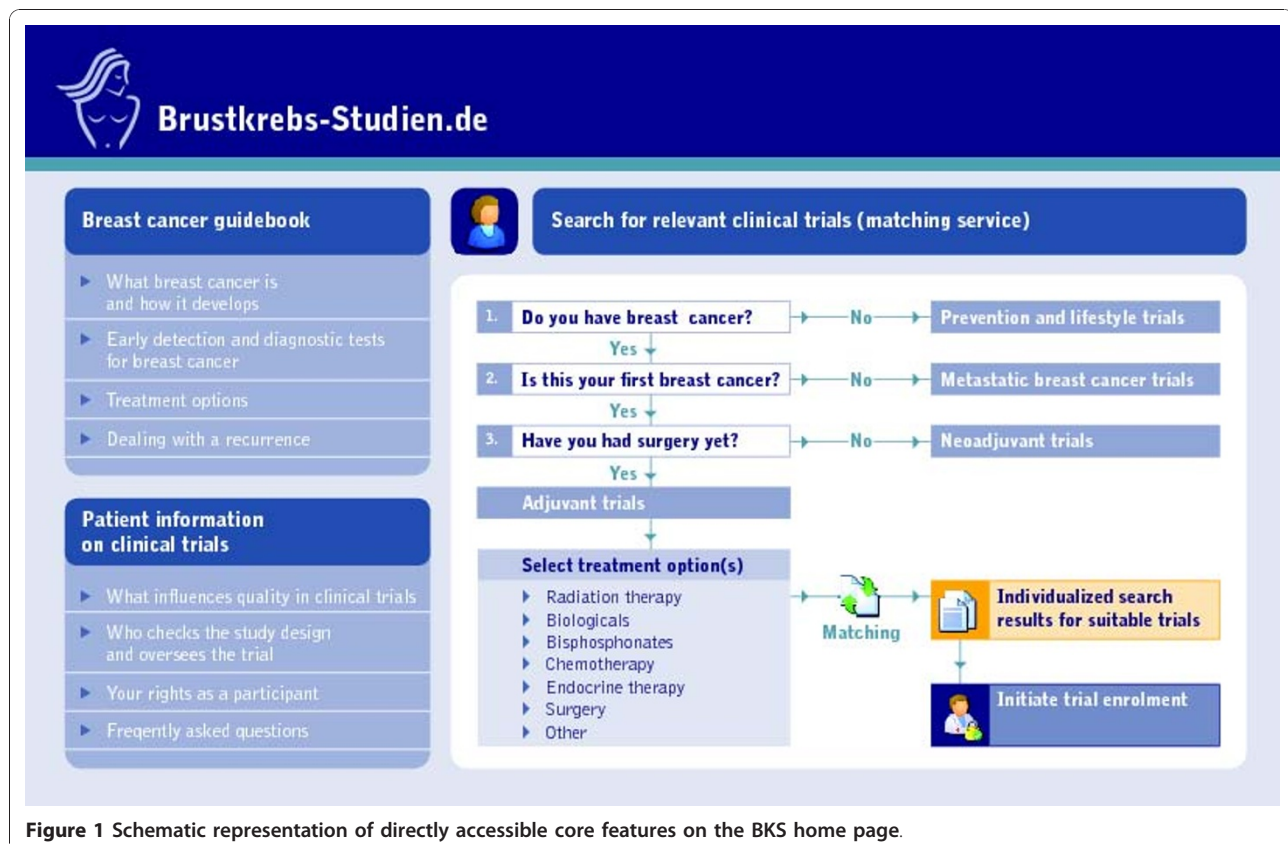 Brustkrebs-Studien.de
Breast cancer guidebook
What breast cancer is
and how it develops
Early detection and diagnostic tests
for breast cancer
Treatment options
Dealing with a recurrence
Patient information
on clinical trials
What influences quality in clinical trials
Who checks the study design
and oversees the trial
Your rights as a participant
Freqently asked questions
Search for relevant clinical trials (matching service)
1. Do you have breast cancer? No Prevention and lifestyle trials
Yes
2. Is this your first breast cancer? No Metastatic breast cancer trials
Yes
3. Have you had surgery yet? No Neoadjuvant trials
Yes
Adjuvant trials
Select treatment option(s)
Radiation therapy
Biologicals
Bisphosphonates
Chemotherapy
Endocrine therapy
Surgery
Other
Matching
Individualized search
results for suitable trials
Initiate trial enrolment
Figure 1 Schematic representation of directly accessible core features on the BKS home page.